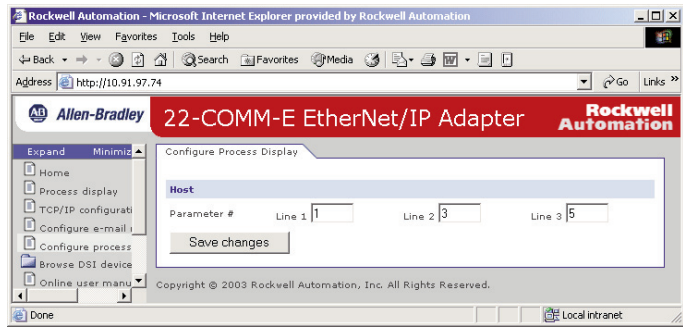 Rockwell Automation - Microsoft Internet Explorer provided by Rockwell Automation
File Edit View Favorites Tools Help
Back Search Favorites Media
Address http://10.91.97.74 Go Links »
AB Allen-Bradley 22-COMM-E EtherNet/IP Adapter Rockwell
Automation
Expand Minimiz
Configure Process Display
Home
Process display
TCP/IP configurati
Configure e-mail
Configure process
Browse DSI device
Online user manu
Host
Parameter # Line 1 1 Line 2 3 Line 3 5
Save changes
Copyright © 2003 Rockwell Automation, Inc. All Rights Reserved.
Done Local intranet